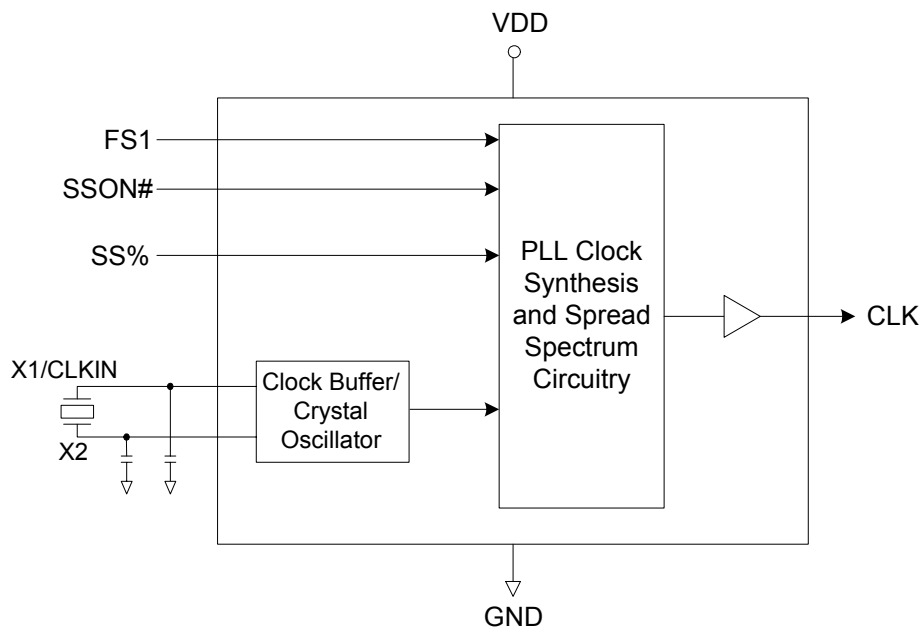 VDD
FS1
SSON#
SS%
PLL Clock
Synthesis
and Spread
Spectrum
Circuitry
CLK
X1/CLKIN
X2
Clock Buffer/
Crystal
Oscillator
GND